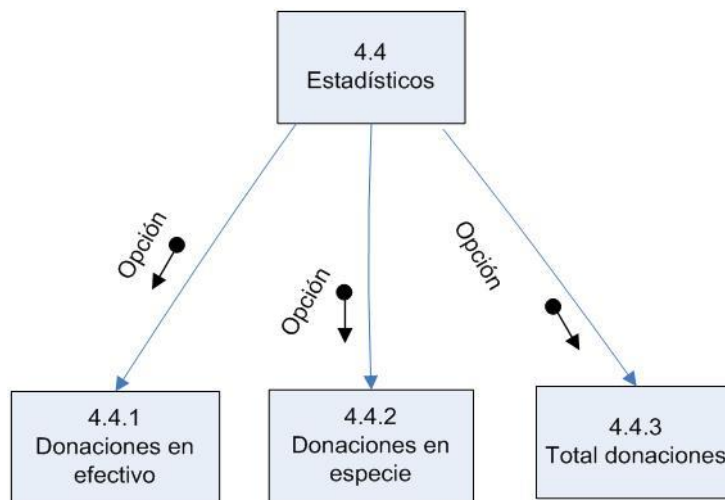 4.4
Estadísticos
Opción
Opción
Opción
4.4.1
Donaciones en
efectivo
4.4.2
Donaciones en
especie
4.4.3
Total donaciones